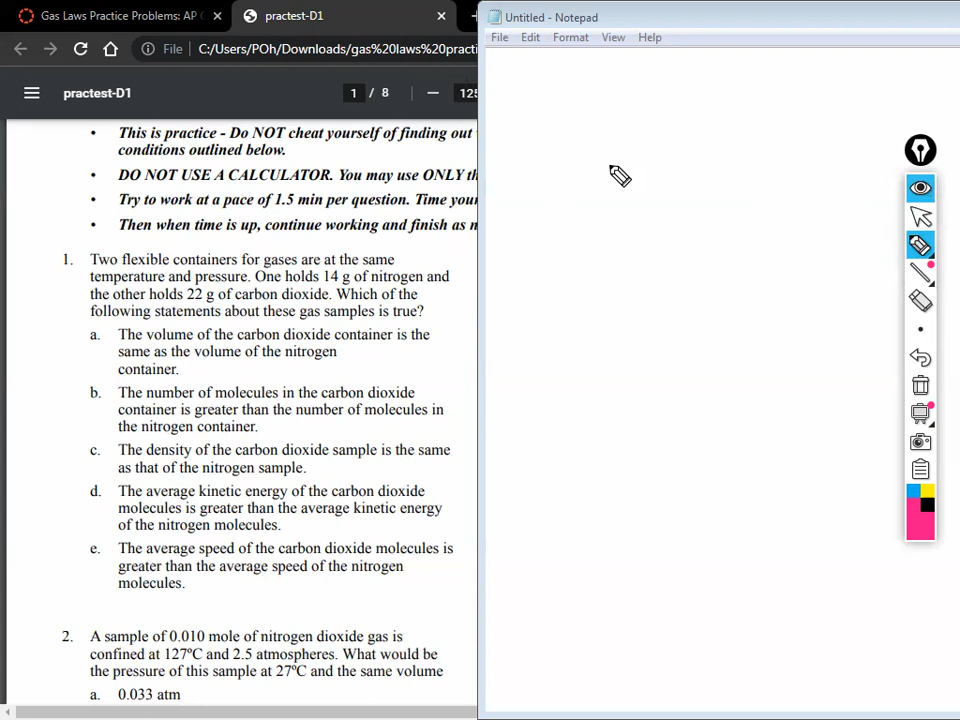 Gas Laws Practice Problems: AP
practest-D1
Untitled - Notepad
File Edit Format View Help
File C:/Users/POh/Downloads/gas%20laws%20practi
practest-D1
1 / 8
125
• This is practice - Do NOT cheat yourself of finding out
conditions outlined below.
• DO NOT USE A CALCULATOR. You may use ONLY th
• Try to work at a pace of 1.5 min per question. Time your
• Then when time is up, continue working and finish as n
1. Two flexible containers for gases are at the same
temperature and pressure. One holds 14 g of nitrogen and
the other holds 22 g of carbon dioxide. Which of the
following statements about these gas samples is true?
a. The volume of the carbon dioxide container is the
same as the volume of the nitrogen
container.
b. The number of molecules in the carbon dioxide
container is greater than the number of molecules in
the nitrogen container.
c. The density of the carbon dioxide sample is the same
as that of the nitrogen sample.
d. The average kinetic energy of the carbon dioxide
molecules is greater than the average kinetic energy
of the nitrogen molecules.
e. The average speed of the carbon dioxide molecules is
greater than the average speed of the nitrogen
molecules.
2. A sample of 0.010 mole of nitrogen dioxide gas is
confined at 127ºC and 2.5 atmospheres. What would be
the pressure of this sample at 27ºC and the same volume
a. 0.033 atm